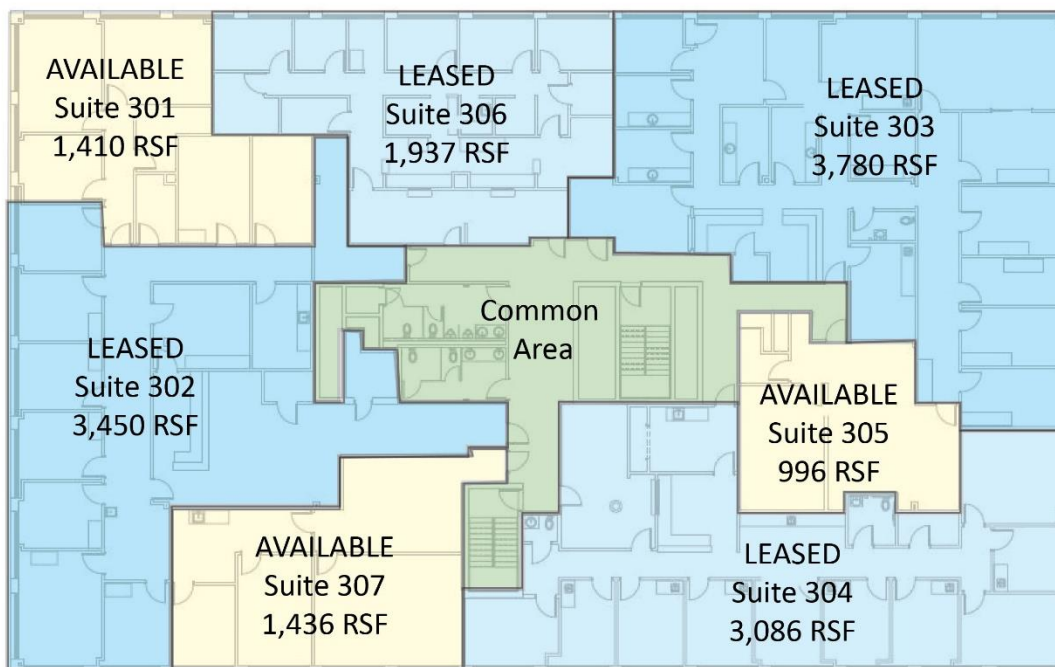 AVAILABLE
Suite 301
1,410 RSF
LEASED
Suite 306
1,937 RSF
LEASED
Suite 303
3,780 RSF
Common
Area
LEASED
Suite 302
3,450 RSF
AVAILABLE
Suite 305
996 RSF
AVAILABLE
Suite 307
1,436 RSF
LEASED
Suite 304
3,086 RSF